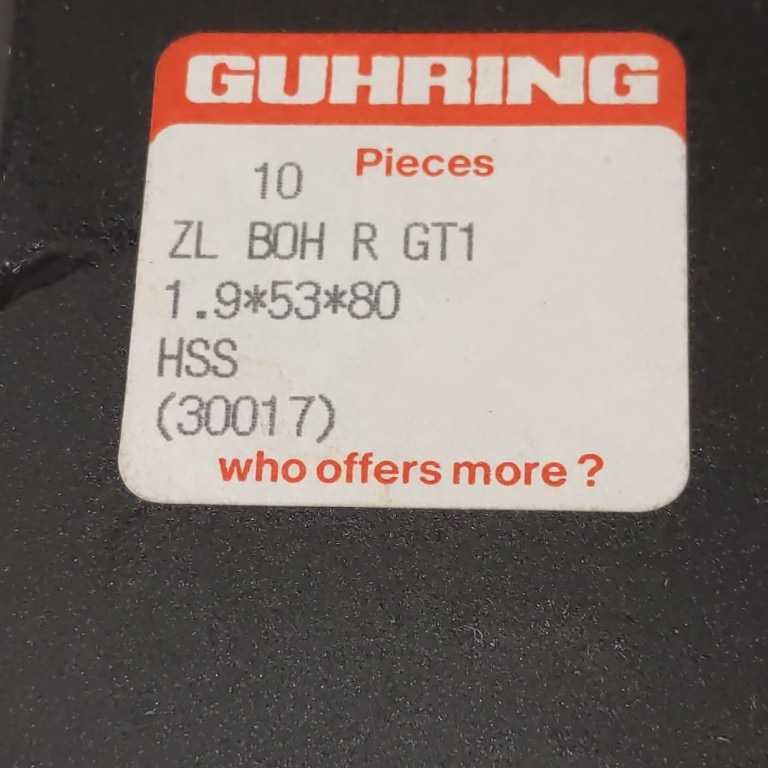 GUHRING
10 Pieces
ZL BOH R GT1
1.9*53*80
HSS
(30017)
who offers more ?